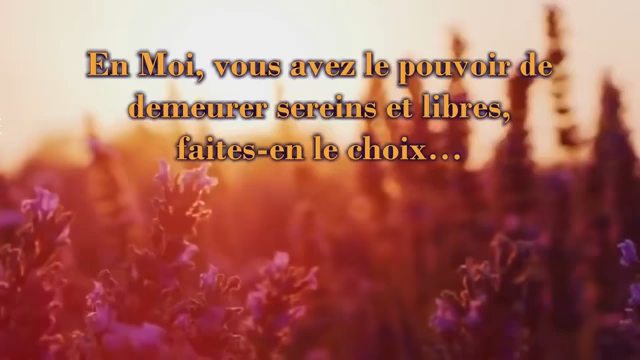 En Moi, vous avez le pouvoir de
demeurer sereins et libres,
faites-en le choix...